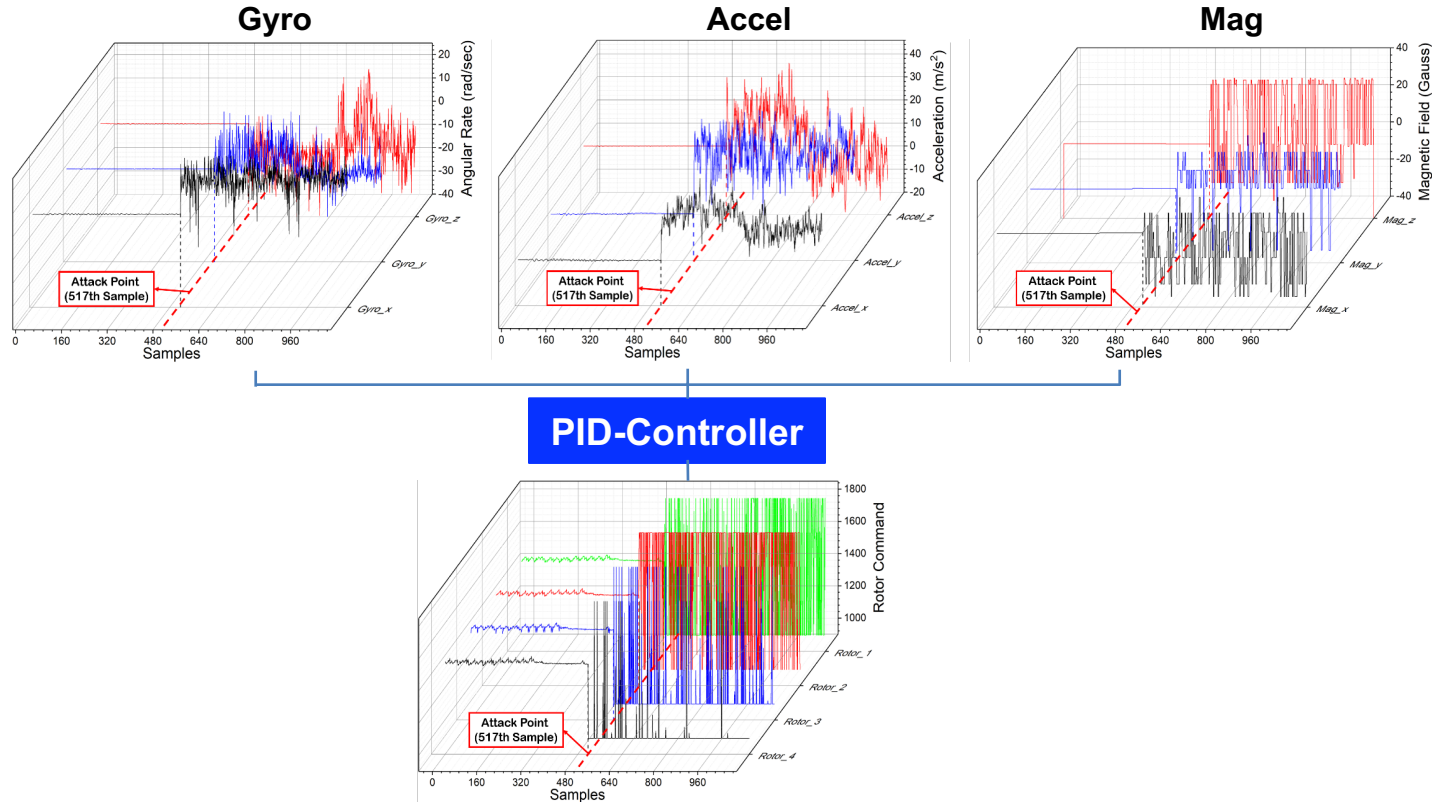 Gyro
Accel
Mag
20
10
0
-10
-20
-30
-40
Angular Rate (rad/sec)
Gyro_z
Gyro_y
Gyro_x
Attack Point
(517th Sample)
0 160 320 480 640 800 960
Samples
40
30
20
10
0
-10
-20
Acceleration (m/s²)
Accel_z
Accel_y
Accel_x
Attack Point
(517th Sample)
0 160 320 480 640 800 960
Samples
40
20
0
-20
-40
Magnetic Field (Gauss)
Mag_z
Mag_y
Mag_x
Attack Point
(517th Sample)
0 160 320 480 640 800 960
Samples
PID-Controller
1800
1600
1400
1200
1000
Rotor Command
Rotor_1
Rotor_2
Rotor_3
Rotor_4
Attack Point
(517th Sample)
0 160 320 480 640 800 960
Samples